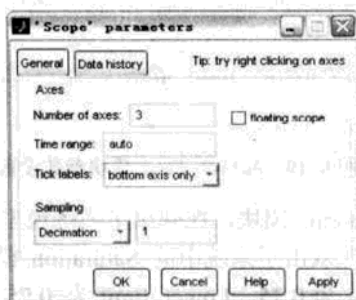 'Scope' parameters
General Data history Tip: try right clicking on axes
Axes
Number of axes: 3 floating scope
Time range: auto
Tick labels: bottom axis only
Sampling
Decimation 1
OK Cancel Help Apply